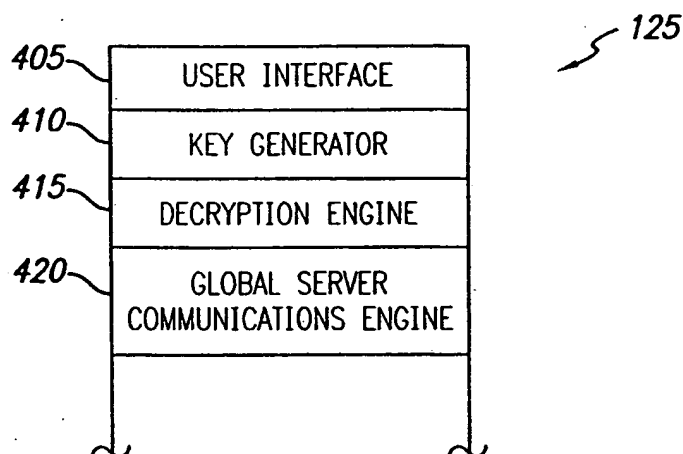 125
405
USER INTERFACE
410
KEY GENERATOR
415
DECRYPTION ENGINE
420
GLOBAL SERVER
COMMUNICATIONS ENGINE